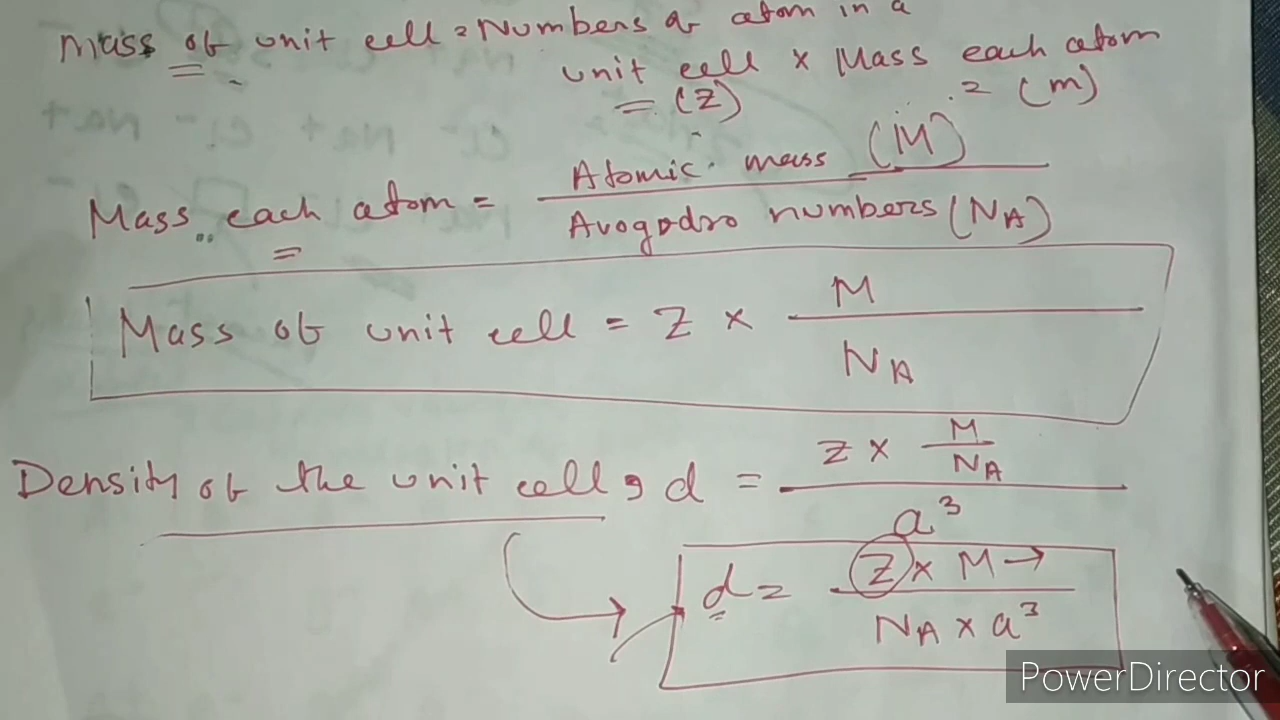 Mass of unit cell = Numbers of atom in a
unit cell × Mass each atom
= (Z) = (m)
Mass each atom = Atomic mass (M) / Avogadro numbers (NA)
Mass of unit cell = Z × M / NA
Density of the unit cell, d = Z × M / NA / a³
d = Z × M → / NA × a³
PowerDirector